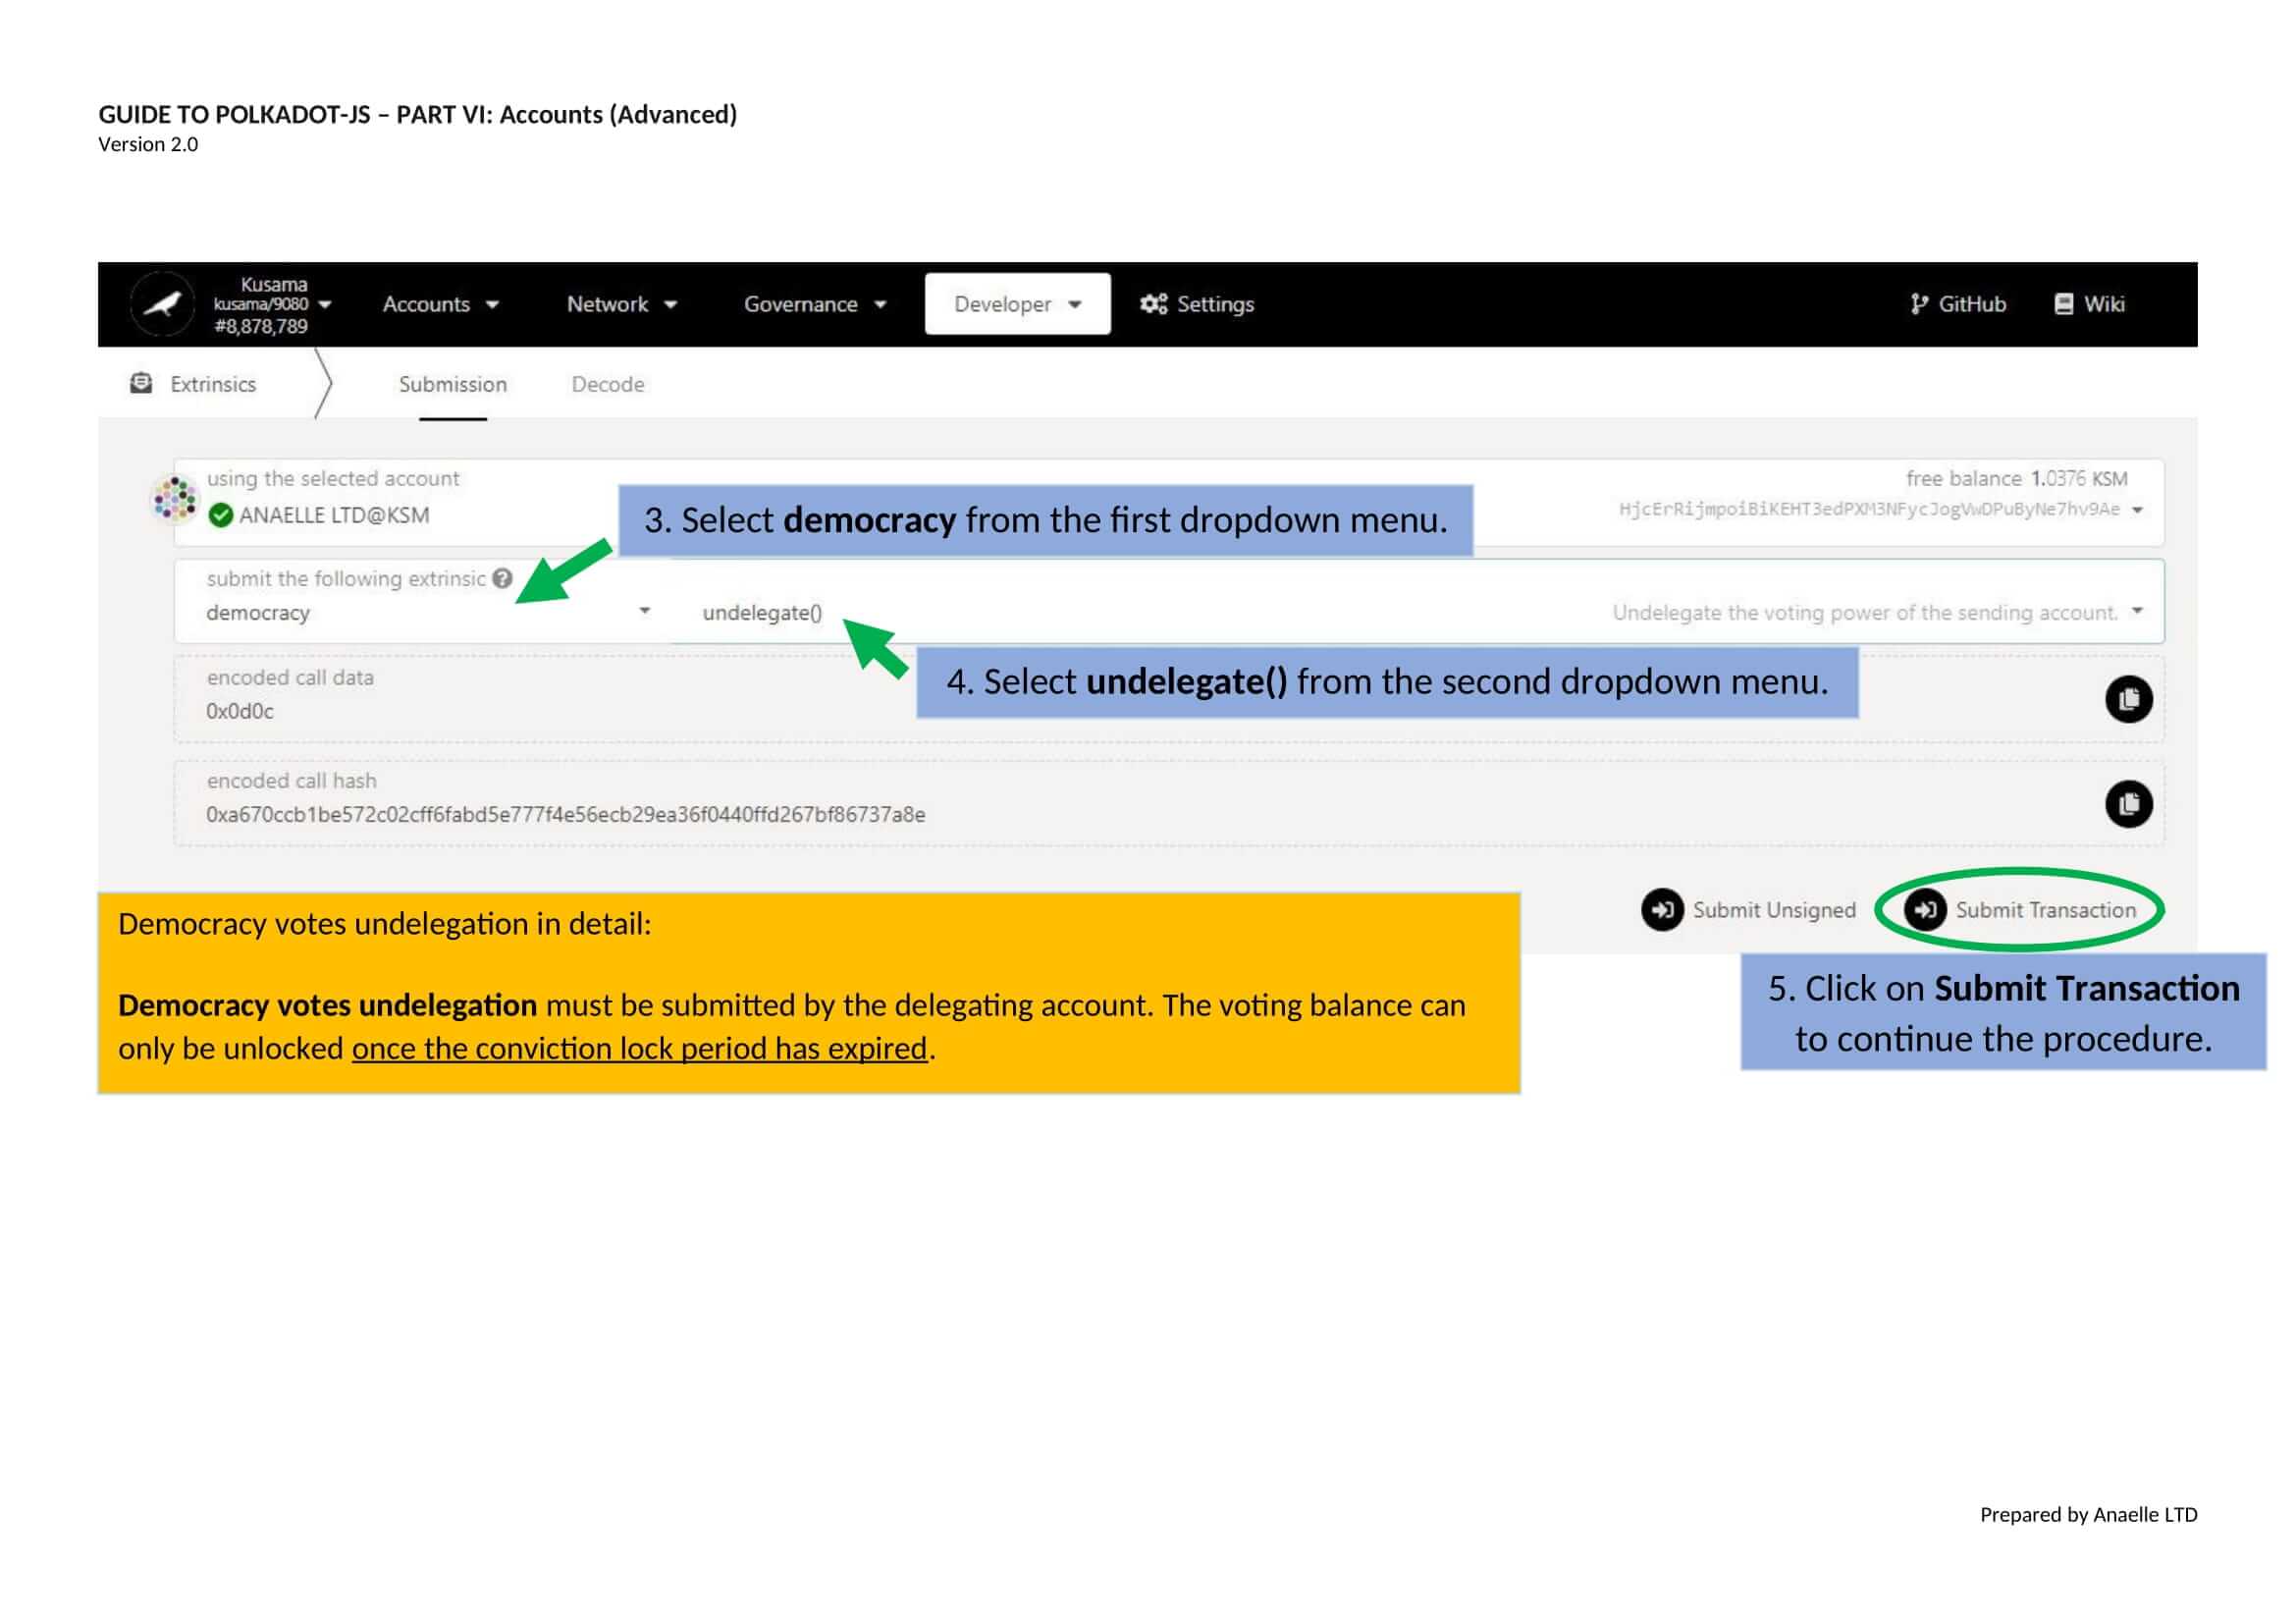 GUIDE TO POLKADOT-JS – PART VI: Accounts (Advanced)
Version 2.0
Kusama
kusama/9080
#8,878,789
Accounts
Network
Governance
Developer
Settings
GitHub
Wiki
Extrinsics
Submission
Decode
using the selected account
ANAELLE LTD@KSM
free balance 1.0376 KSM
HjcErRijmpoiBiKEHT3edPXM3NFycJogVwDPuByNe7hv9Ae
3. Select democracy from the first dropdown menu.
submit the following extrinsic
democracy
undelegate()
Undelegate the voting power of the sending account.
4. Select undelegate() from the second dropdown menu.
encoded call data
0x0d0c
encoded call hash
0xa670ccb1be572c02cff6fabd5e777f4e56ecb29ea36f0440ffd267bf86737a8e
Submit Unsigned
Submit Transaction
Democracy votes undelegation in detail:
Democracy votes undelegation must be submitted by the delegating account. The voting balance can
only be unlocked once the conviction lock period has expired.
5. Click on Submit Transaction
to continue the procedure.
Prepared by Anaelle LTD